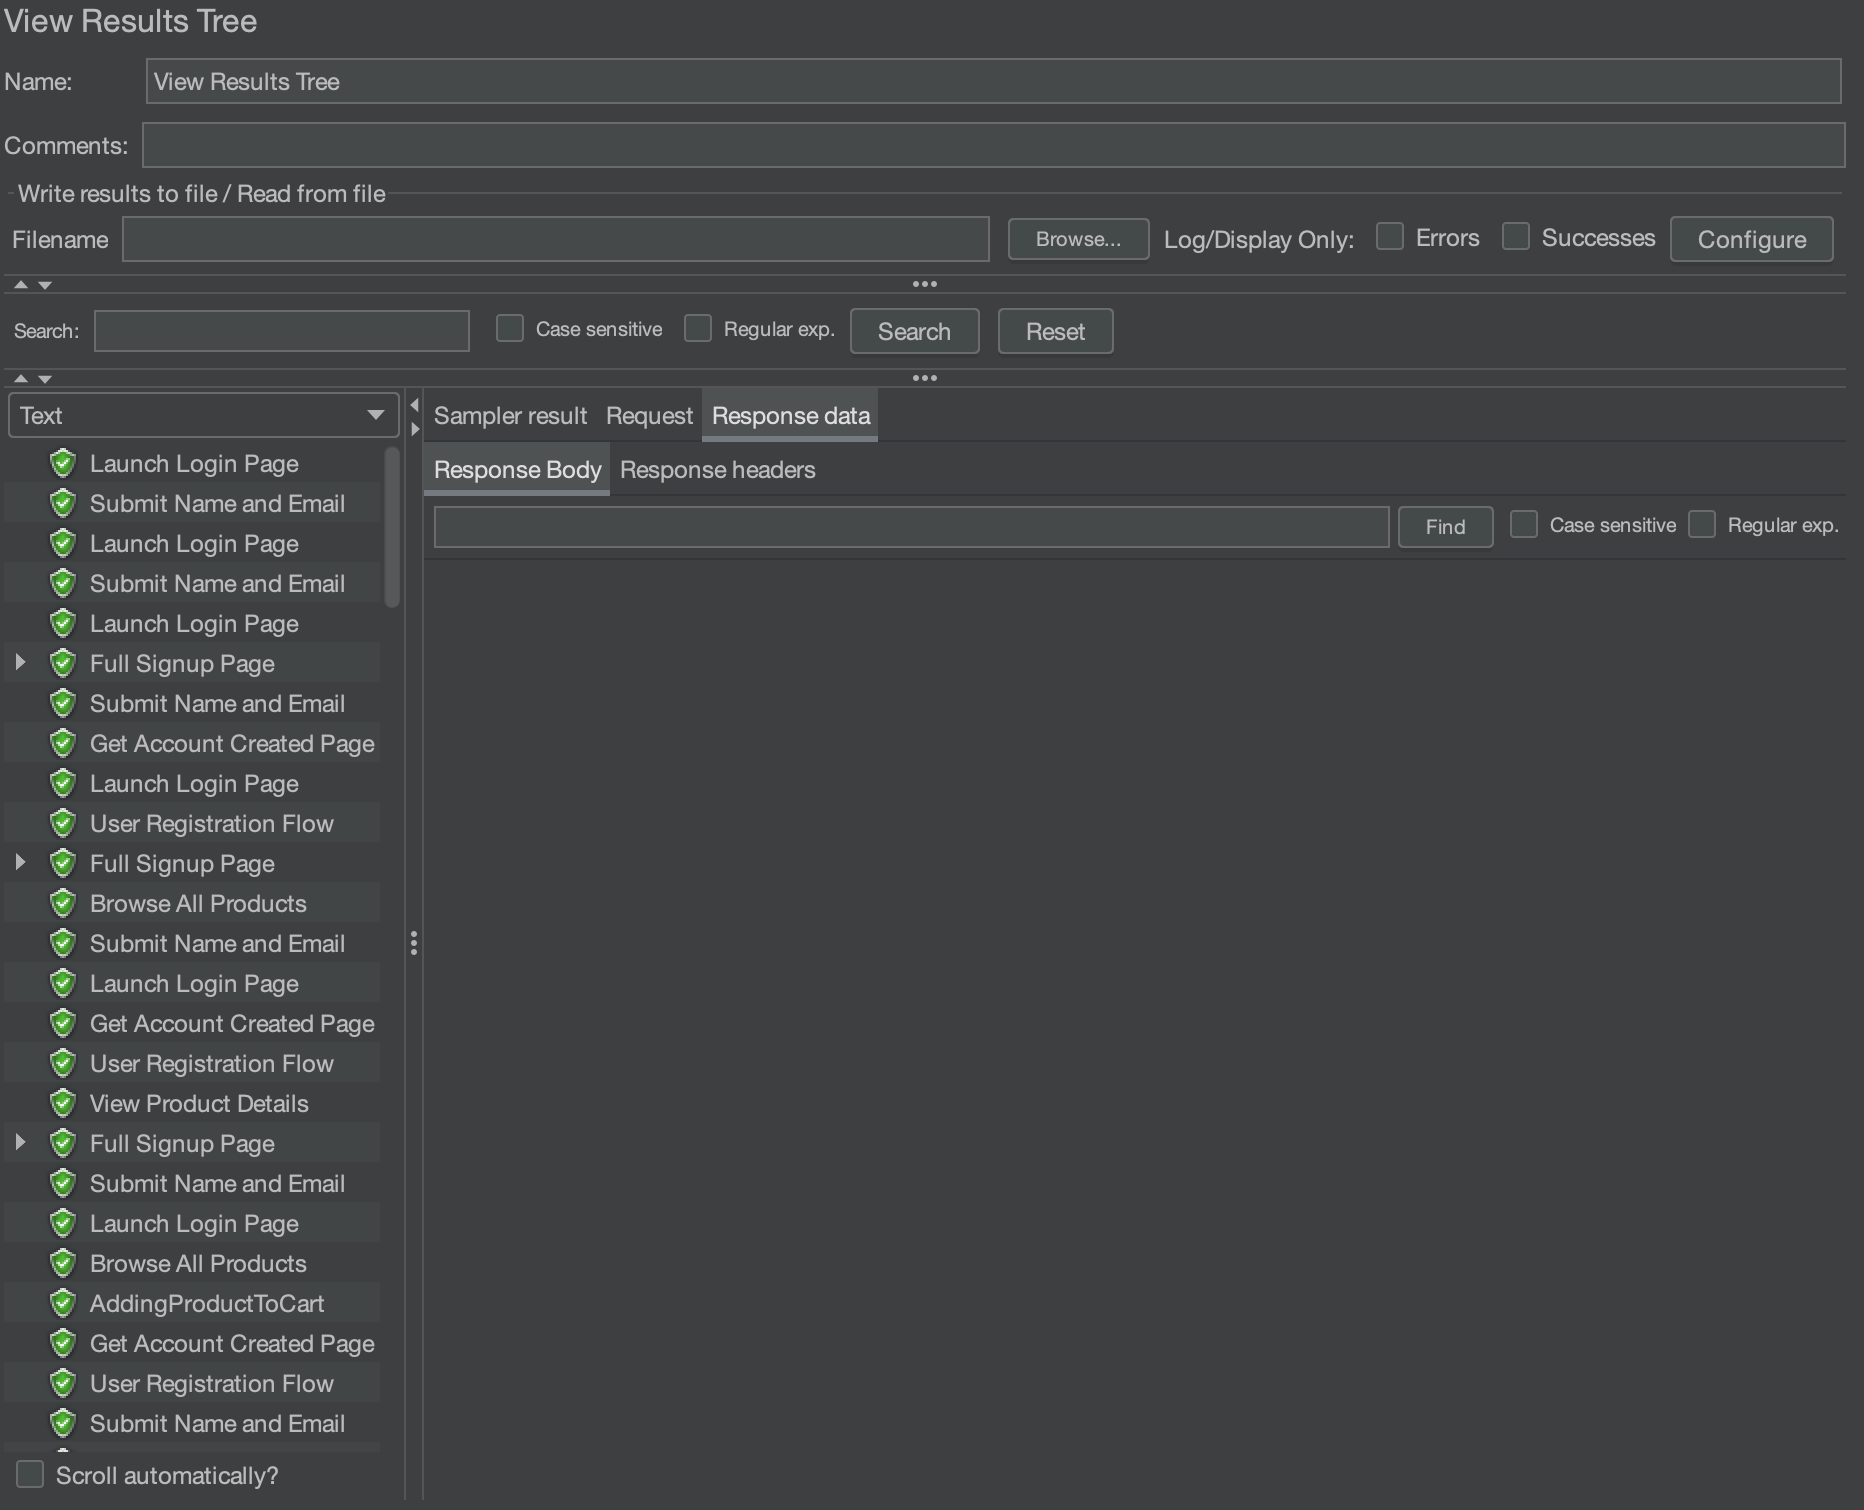 View Results Tree
Name: View Results Tree
Comments:
Write results to file / Read from file
Filename Browse... Log/Display Only: Errors Successes Configure
Search: Case sensitive Regular exp. Search Reset
Text
Sampler result Request Response data
Response Body Response headers
Find Case sensitive Regular exp.
Launch Login Page
Submit Name and Email
Launch Login Page
Submit Name and Email
Launch Login Page
Full Signup Page
Submit Name and Email
Get Account Created Page
Launch Login Page
User Registration Flow
Full Signup Page
Browse All Products
Submit Name and Email
Launch Login Page
Get Account Created Page
User Registration Flow
View Product Details
Full Signup Page
Submit Name and Email
Launch Login Page
Browse All Products
AddingProductToCart
Get Account Created Page
User Registration Flow
Submit Name and Email
Scroll automatically?